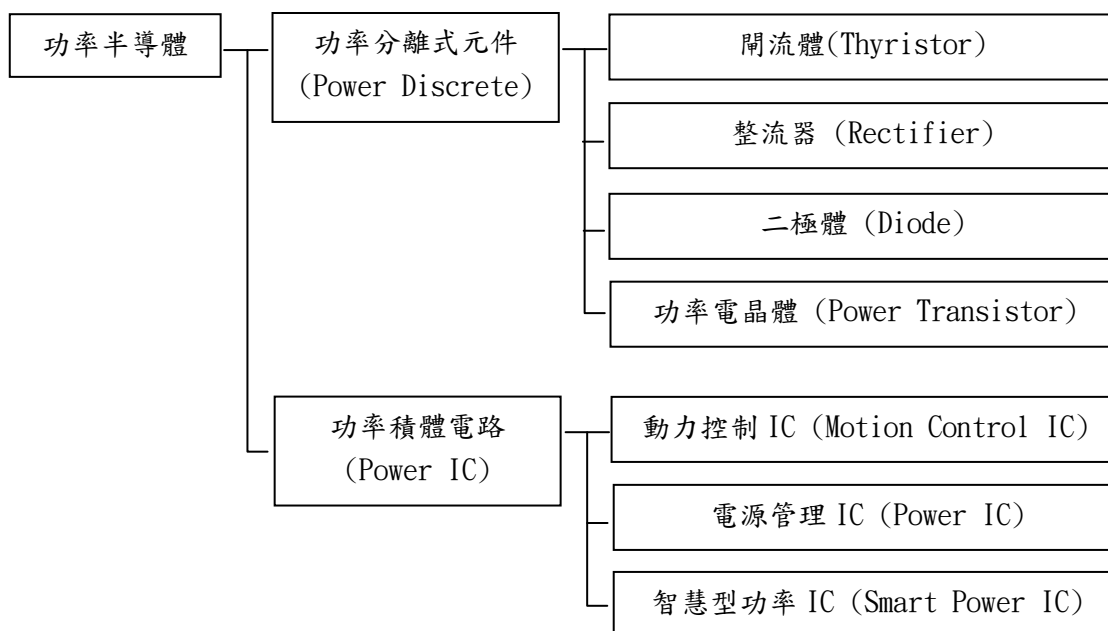 功率半導體
功率分離式元件
(Power Discrete)
閘流體(Thyristor)
整流器 (Rectifier)
二極體 (Diode)
功率電晶體 (Power Transistor)
功率積體電路
(Power IC)
動力控制 IC (Motion Control IC)
電源管理 IC (Power IC)
智慧型功率 IC (Smart Power IC)